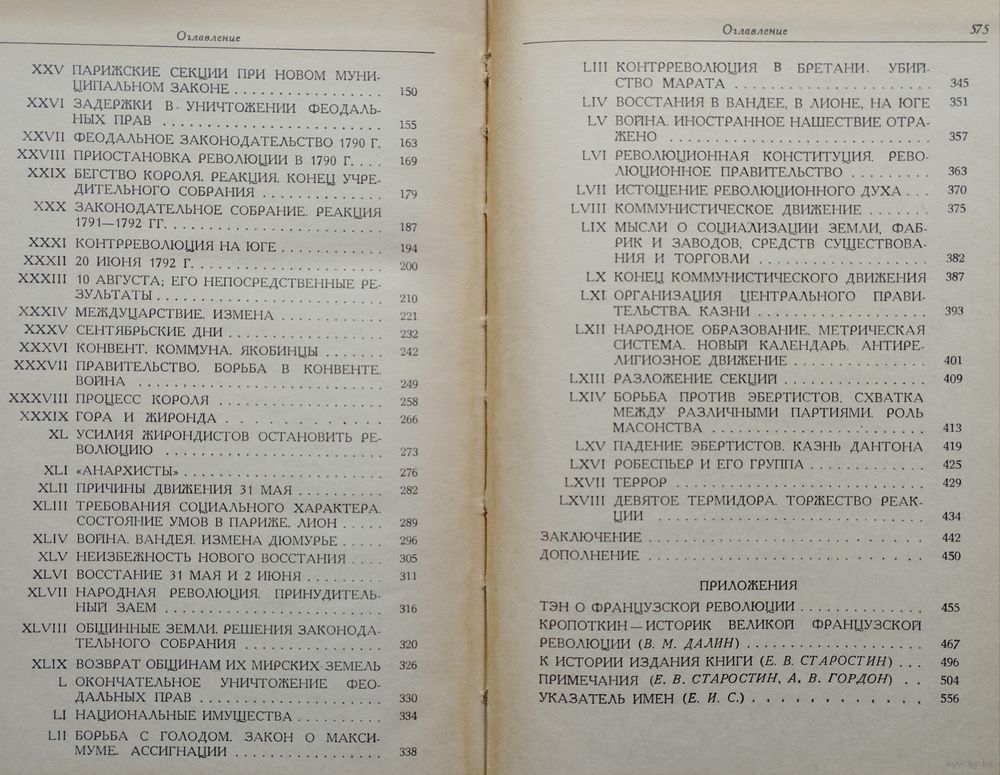 Оглавление
XXV ПАРИЖСКИЕ СЕКЦИИ ПРИ НОВОМ МУНИ-
ЦИПАЛЬНОМ ЗАКОНЕ . . . . . . . . . . . . . . . . 150
XXVI ЗАДЕРЖКИ В УНИЧТОЖЕНИИ ФЕОДАЛЬ-
НЫХ ПРАВ . . . . . . . . . . . . . . . . 155
XXVII ФЕОДАЛЬНОЕ ЗАКОНОДАТЕЛЬСТВО 1790 Г. 163
XXVIII ПРИОСТАНОВКА РЕВОЛЮЦИИ В 1790 Г. . . . 169
XXIX БЕГСТВО КОРОЛЯ. РЕАКЦИЯ. КОНЕЦ УЧРЕ-
ДИТЕЛЬНОГО СОБРАНИЯ . . . . . . . . . . 179
XXX ЗАКОНОДАТЕЛЬНОЕ СОБРАНИЕ. РЕАКЦИЯ
1791—1792 ГГ. . . . . . . . . . . . . . . 187
XXXI КОНТРРЕВОЛЮЦИЯ НА ЮГЕ . . . . . . . . 194
XXXII 20 ИЮНЯ 1792 Г. . . . . . . . . . . . . . 200
XXXIII 10 АВГУСТА; ЕГО НЕПОСРЕДСТВЕННЫЕ РЕ-
ЗУЛЬТАТЫ . . . . . . . . . . . . . . . . 210
XXXIV МЕЖДУЦАРСТВИЕ. ИЗМЕНА . . . . . . . . 221
XXXV СЕНТЯБРЬСКИЕ ДНИ . . . . . . . . . . . . 232
XXXVI КОНВЕНТ. КОММУНА. ЯКОБИНЦЫ . . . . . . 242
XXXVII ПРАВИТЕЛЬСТВО. БОРЬБА В КОНВЕНТЕ.
ВОЙНА . . . . . . . . . . . . . . . . . . 249
XXXVIII ПРОЦЕСС КОРОЛЯ . . . . . . . . . . . . 258
XXXIX ГОРА И ЖИРОНДА . . . . . . . . . . . . 266
XL УСИЛИЯ ЖИРОНДИСТОВ ОСТАНОВИТЬ РЕ-
ВОЛЮЦИЮ . . . . . . . . . . . . . . . . 273
XLI «АНАРХИСТЫ» . . . . . . . . . . . . . . 276
XLII ПРИЧИНЫ ДВИЖЕНИЯ 31 МАЯ . . . . . . . 282
XLIII ТРЕБОВАНИЯ СОЦИАЛЬНОГО ХАРАКТЕРА.
СОСТОЯНИЕ УМОВ В ПАРИЖЕ. ЛИОН . . . . . 289
XLIV ВОЙНА. ВАНДЕЯ. ИЗМЕНА ДЮМУРЬЕ . . . . . 296
XLV НЕИЗБЕЖНОСТЬ НОВОГО ВОССТАНИЯ . . . . 305
XLVI ВОССТАНИЕ 31 МАЯ И 2 ИЮНЯ . . . . . . . 311
XLVII НАРОДНАЯ РЕВОЛЮЦИЯ. ПРИНУДИТЕЛЬ-
НЫЙ ЗАЕМ . . . . . . . . . . . . . . . . 316
XLVIII ОБЩИННЫЕ ЗЕМЛИ. РЕШЕНИЯ ЗАКОНОДА-
ТЕЛЬНОГО СОБРАНИЯ . . . . . . . . . . . 320
XLIX ВОЗВРАТ ОБЩИНАМ ИХ МИРСКИХ ЗЕМЕЛЬ 326
L ОКОНЧАТЕЛЬНОЕ УНИЧТОЖЕНИЕ ФЕО-
ДАЛЬНЫХ ПРАВ . . . . . . . . . . . . . . 330
LI НАЦИОНАЛЬНЫЕ ИМУЩЕСТВА . . . . . . . 334
LII БОРЬБА С ГОЛОДОМ. ЗАКОН О МАКСИ-
МУМЕ. АССИГНАЦИИ . . . . . . . . . . . . 338
Оглавление 575
LIII КОНТРРЕВОЛЮЦИЯ В БРЕТАНИ. УБИЙ-
СТВО МАРАТА . . . . . . . . . . . . . . . 345
LIV ВОССТАНИЯ В ВАНДЕЕ, В ЛИОНЕ, НА ЮГЕ 351
LV ВОЙНА. ИНОСТРАННОЕ НАШЕСТВИЕ ОТРА-
ЖЕНО . . . . . . . . . . . . . . . . . . 357
LVI РЕВОЛЮЦИОННАЯ КОНСТИТУЦИЯ. РЕВО-
ЛЮЦИОННОЕ ПРАВИТЕЛЬСТВО . . . . . . . . 363
LVII ИСТОЩЕНИЕ РЕВОЛЮЦИОННОГО ДУХА . . . 370
LVIII КОММУНИСТИЧЕСКОЕ ДВИЖЕНИЕ . . . . . . 375
LIX МЫСЛИ О СОЦИАЛИЗАЦИИ ЗЕМЛИ, ФАБ-
РИК И ЗАВОДОВ, СРЕДСТВ СУЩЕСТВОВА-
НИЯ И ТОРГОВЛИ . . . . . . . . . . . . . 382
LX КОНЕЦ КОММУНИСТИЧЕСКОГО ДВИЖЕНИЯ 387
LXI ОРГАНИЗАЦИЯ ЦЕНТРАЛЬНОГО ПРАВИ-
ТЕЛЬСТВА. КАЗНИ . . . . . . . . . . . . . 393
LXII НАРОДНОЕ ОБРАЗОВАНИЕ. МЕТРИЧЕСКАЯ
СИСТЕМА. НОВЫЙ КАЛЕНДАРЬ. АНТИРЕ-
ЛИГИОЗНОЕ ДВИЖЕНИЕ . . . . . . . . . . . 401
LXIII РАЗЛОЖЕНИЕ СЕКЦИЙ . . . . . . . . . . . 409
LXIV БОРЬБА ПРОТИВ ЭБЕРТИСТОВ. СХВАТКА
МЕЖДУ РАЗЛИЧНЫМИ ПАРТИЯМИ. РОЛЬ
МАСОНСТВА . . . . . . . . . . . . . . . 413
LXV ПАДЕНИЕ ЭБЕРТИСТОВ. КАЗНЬ ДАНТОНА 419
LXVI РОБЕСПЬЕР И ЕГО ГРУППА . . . . . . . . . 425
LXVII ТЕРРОР . . . . . . . . . . . . . . . . . 429
LXVIII ДЕВЯТОЕ ТЕРМИДОРА. ТОРЖЕСТВО РЕАК-
ЦИИ . . . . . . . . . . . . . . . . . . 434
ЗАКЛЮЧЕНИЕ . . . . . . . . . . . . . . . . . . 442
ДОПОЛНЕНИЕ . . . . . . . . . . . . . . . . . . 450
ПРИЛОЖЕНИЯ
ТЭН О ФРАНЦУЗСКОЙ РЕВОЛЮЦИИ . . . . . . . . . . 455
КРОПОТКИН — ИСТОРИК ВЕЛИКОЙ ФРАНЦУЗСКОЙ
РЕВОЛЮЦИИ (В. М. ДАЛИН) . . . . . . . . . . . . . 467
К ИСТОРИИ ИЗДАНИЯ КНИГИ (Е. В. СТАРОСТИН) . . . 496
ПРИМЕЧАНИЯ (Е. В. СТАРОСТИН, А. В. ГОРДОН) . . 504
УКАЗАТЕЛЬ ИМЕН (Е. И. С.) . . . . . . . . . . . . 556